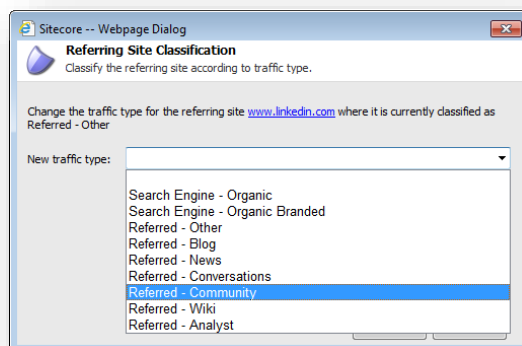 Sitecore -- Webpage Dialog
Referring Site Classification
Classify the referring site according to traffic type.
Change the traffic type for the referring site www.linkedin.com where it is currently classified as
Referred - Other
New traffic type:
Search Engine - Organic
Search Engine - Organic Branded
Referred - Other
Referred - Blog
Referred - News
Referred - Conversations
Referred - Community
Referred - Wiki
Referred - Analyst